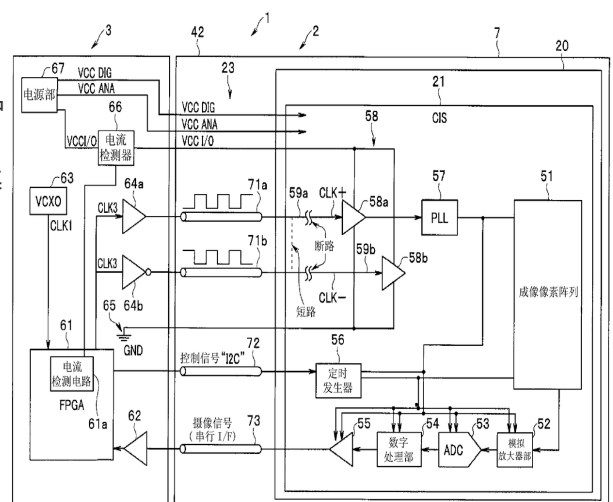 3
42
1
2
7
20
67
电源部
VCC DIG
VCC ANA
23
21
CIS
66
VCC DIG
VCC ANA
VCC I/O
VCCI/O
电流
检测器
58
63
VCXO
CLK1
64a
CLK3
71a
59a
CLK+
58a
57
PLL
51
成像像素阵列
CLK3
64b
71b
断路
59b
58b
短路
CLK-
65
GND
61
电流
检测电路
FPGA
61a
控制信号"I2C"
72
56
定时
发生器
62
摄像信号
(串行 I/F)
73
55
54
数字
处理部
53
ADC
52
模拟
放大器部